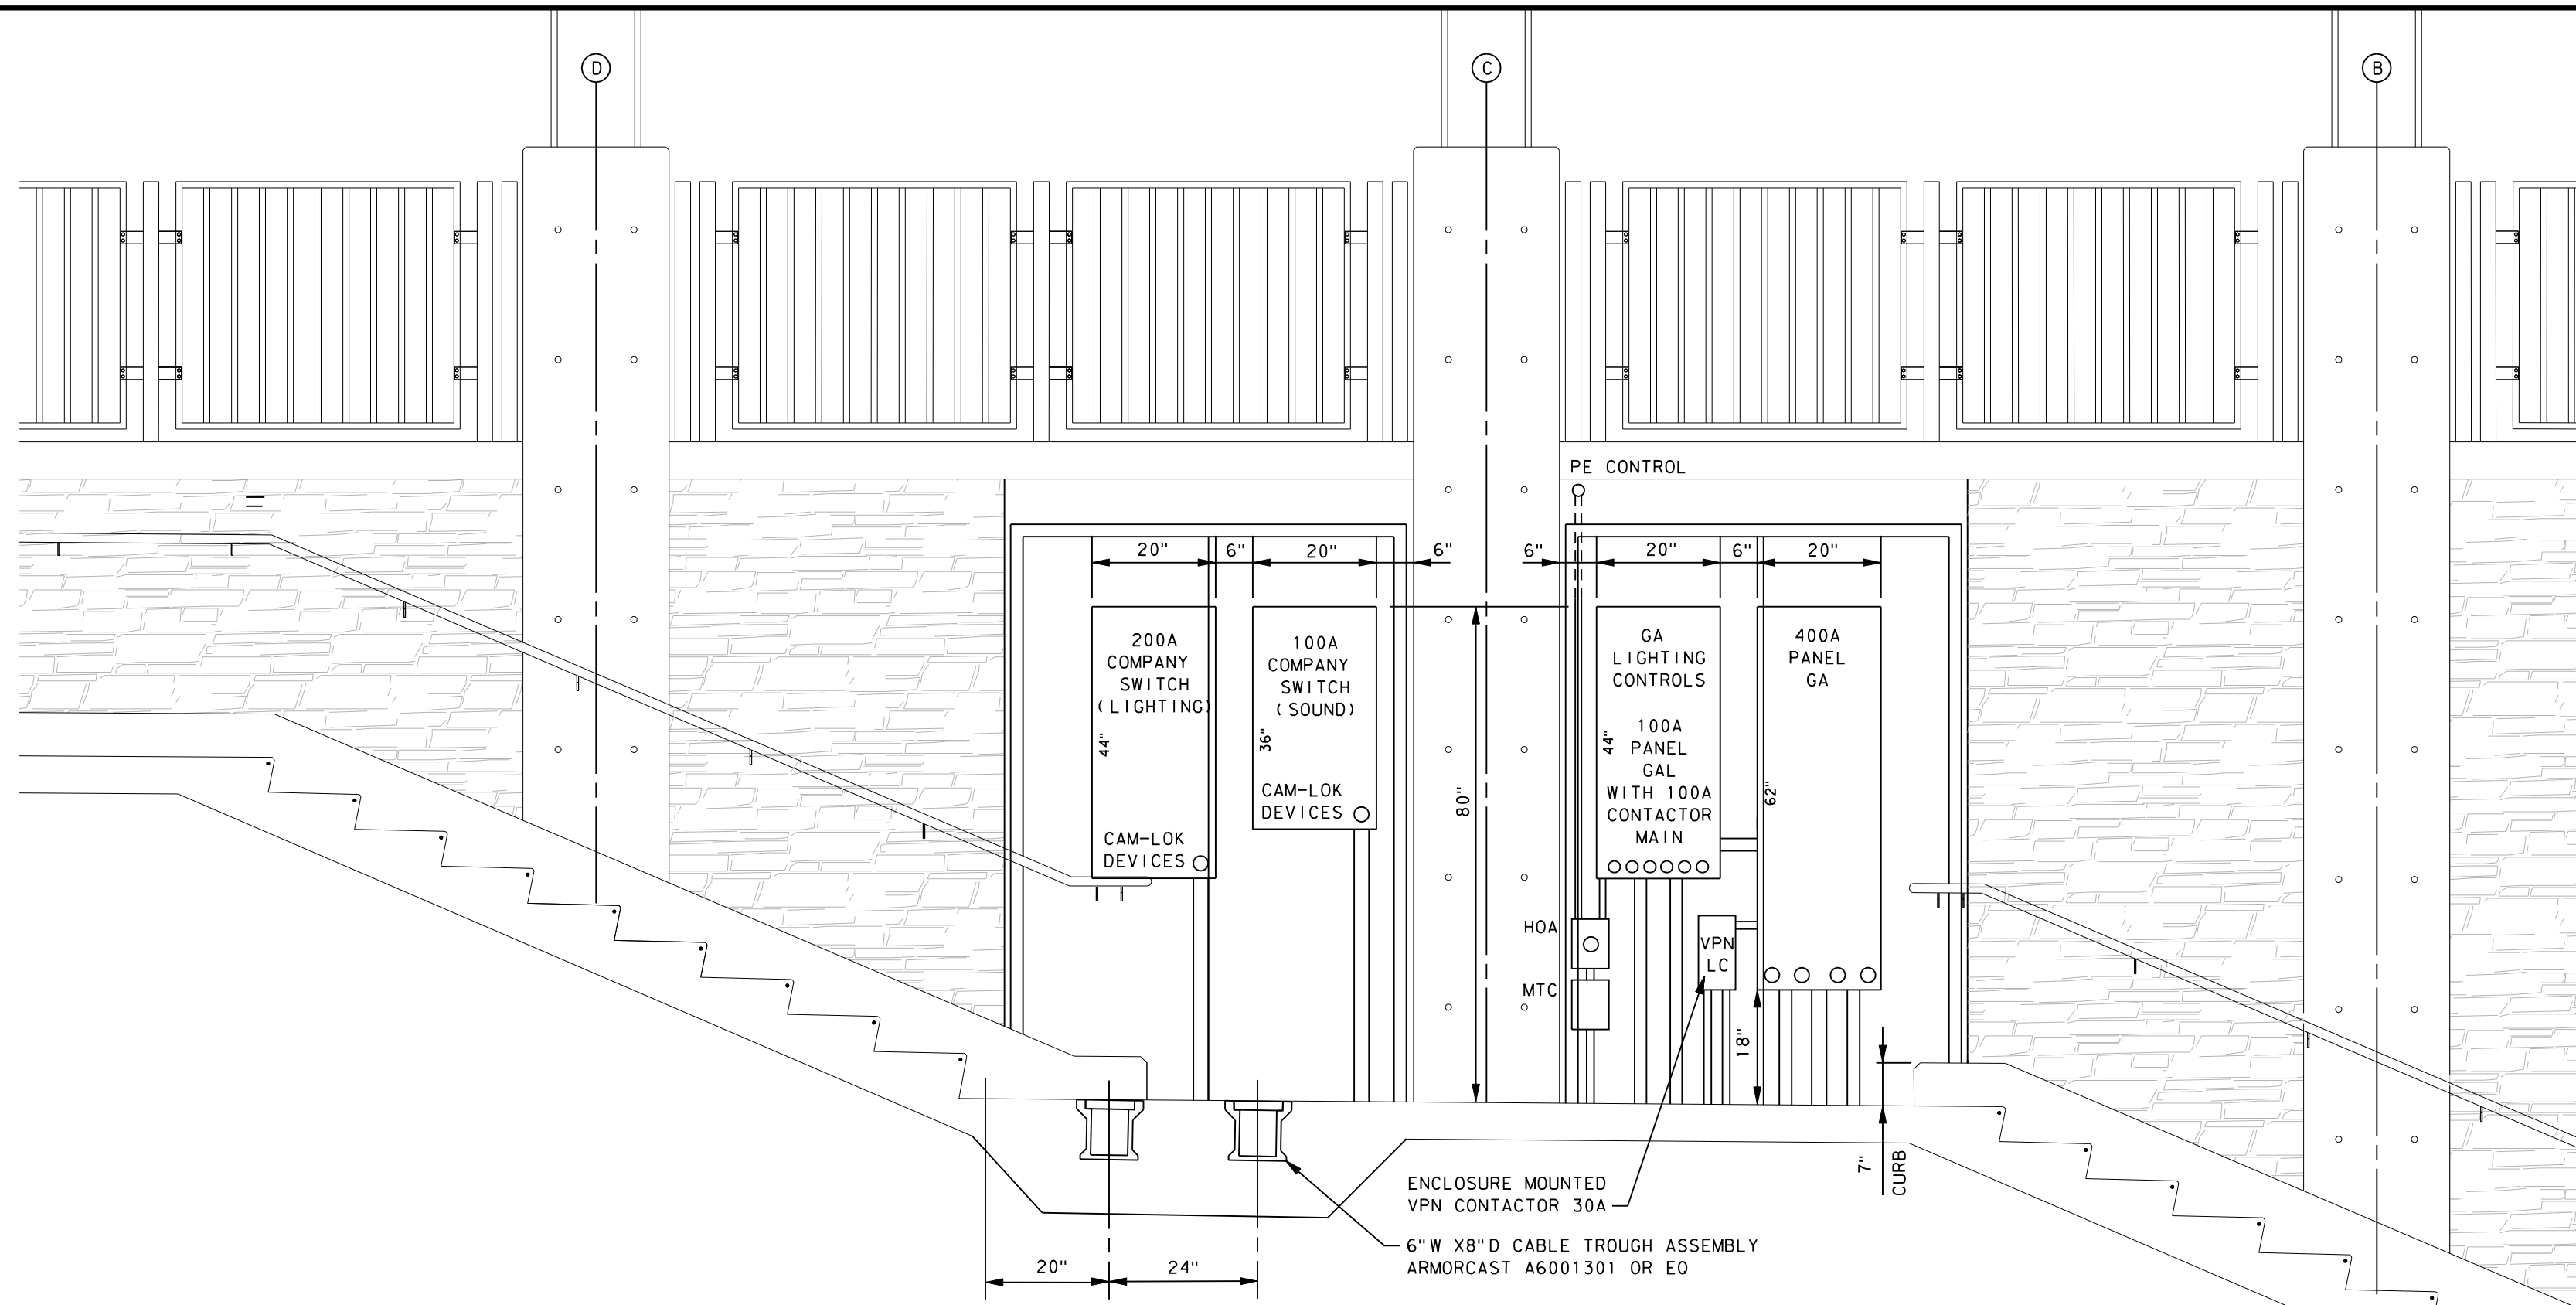 D
C
B
PE CONTROL
20"
6"
20"
6"
6"
20"
6"
20"
200A
COMPANY
SWITCH
(LIGHTING)
44"
CAM-LOK
DEVICES
100A
COMPANY
SWITCH
(SOUND)
36"
CAM-LOK
DEVICES
80"
GA
LIGHTING
CONTROLS
44"
100A
PANEL
GAL
WITH 100A
CONTACTOR
MAIN
400A
PANEL
GA
62"
HOA
MTC
VPN
LC
18"
7"
CURB
ENCLOSURE MOUNTED
VPN CONTACTOR 30A
6"W X8"D CABLE TROUGH ASSEMBLY
ARMORCAST A6001301 OR EQ
20"
24"